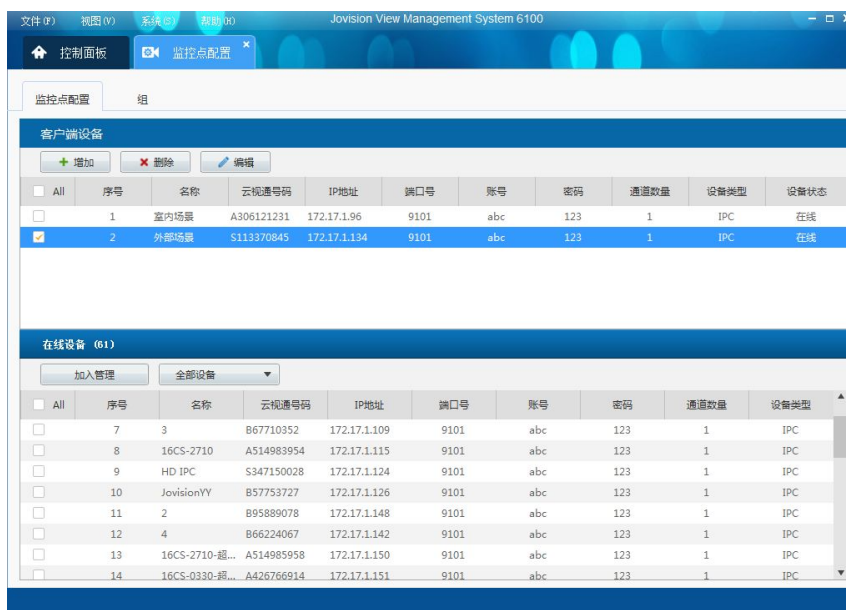 文件(F) 视图(V) 系统(S) 帮助(H) Jovision View Management System 6100
控制面板 监控点配置
监控点配置 组
客户端设备
增加 删除 编辑
All 序号 名称 云视通号码 IP地址 端口号 账号 密码 通道数量 设备类型 设备状态
1 室内场景 A306121231 172.17.1.96 9101 abc 123 1 IPC 在线
2 外部场景 S113370845 172.17.1.134 9101 abc 123 1 IPC 在线
在线设备 (61)
加入管理 全部设备
All 序号 名称 云视通号码 IP地址 端口号 账号 密码 通道数量 设备类型
7 3 B67710352 172.17.1.109 9101 abc 123 1 IPC
8 16CS-2710 A514983954 172.17.1.115 9101 abc 123 1 IPC
9 HD IPC S347150028 172.17.1.124 9101 abc 123 1 IPC
10 JovisionYY B57753727 172.17.1.126 9101 abc 123 1 IPC
11 2 B95889078 172.17.1.148 9101 abc 123 1 IPC
12 4 B66224067 172.17.1.142 9101 abc 123 1 IPC
13 16CS-2710-超... A514985958 172.17.1.150 9101 abc 123 1 IPC
14 16CS-0330-超... A426766914 172.17.1.151 9101 abc 123 1 IPC